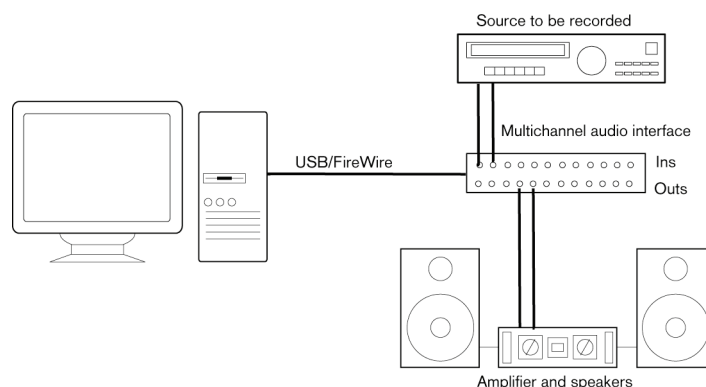 Source to be recorded
Multichannel audio interface
USB/FireWire
Ins
Outs
Amplifier and speakers